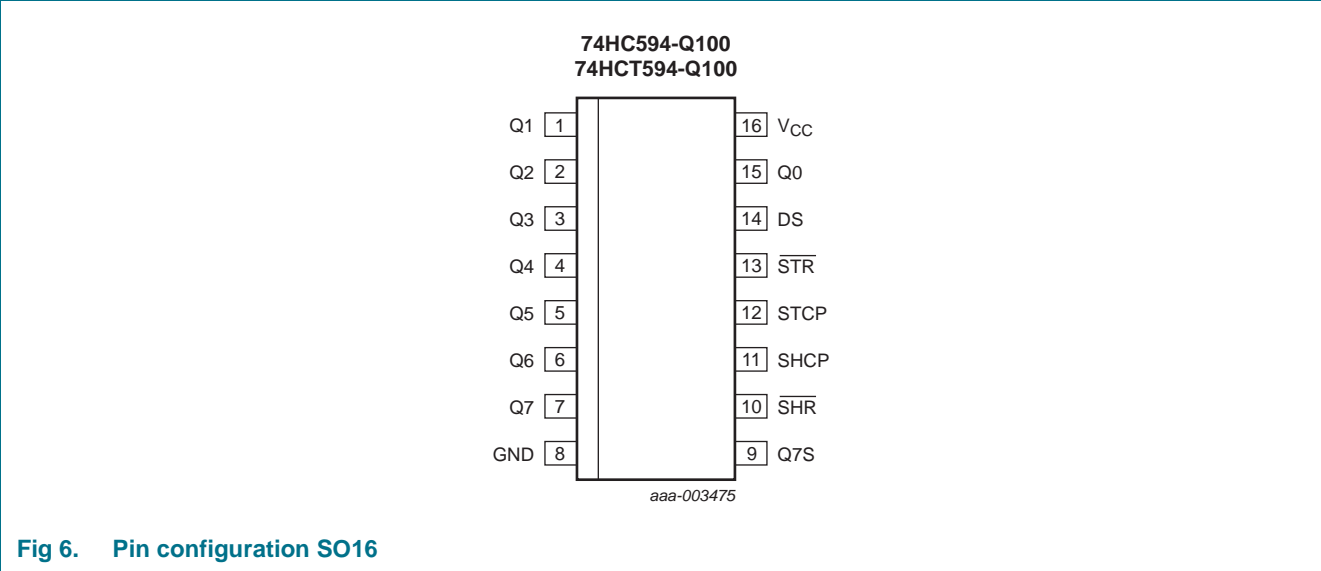 74HC594-Q100
74HCT594-Q100
Q1 1 16 VCC
Q2 2 15 Q0
Q3 3 14 DS
Q4 4 13 S̅T̅R̅
Q5 5 12 STCP
Q6 6 11 SHCP
Q7 7 10 S̅H̅R̅
GND 8 9 Q7S
aaa-003475
Fig 6. Pin configuration SO16